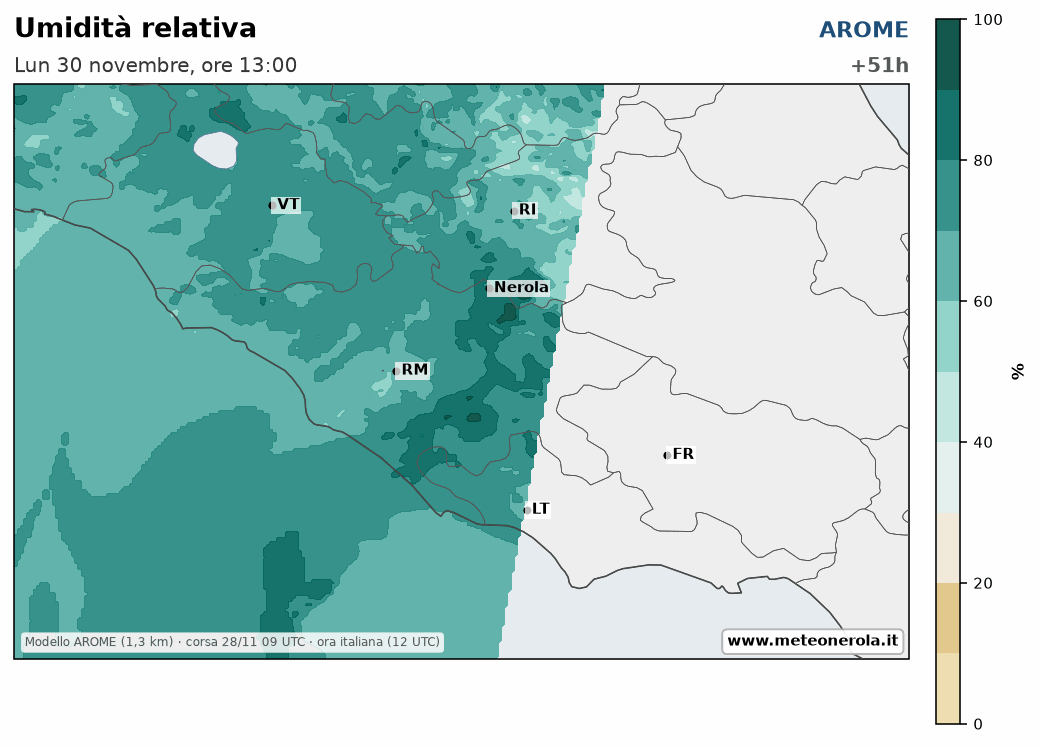 Umidità relativa
AROME
Lun 30 novembre, ore 13:00
+51h
100
80
60
40
20
0
%
VT
RI
Nerola
RM
FR
LT
Modello AROME (1,3 km) · corsa 28/11 09 UTC · ora italiana (12 UTC)
www.meteonerola.it